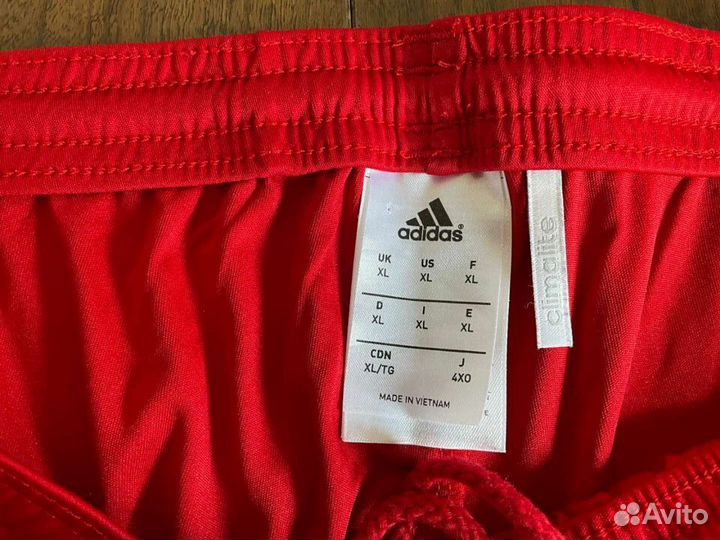 adidas
UK US F
XL XL XL
D I E
XL XL XL
CDN J
XL/TG 4XO
MADE IN VIETNAM
climalite
Avito